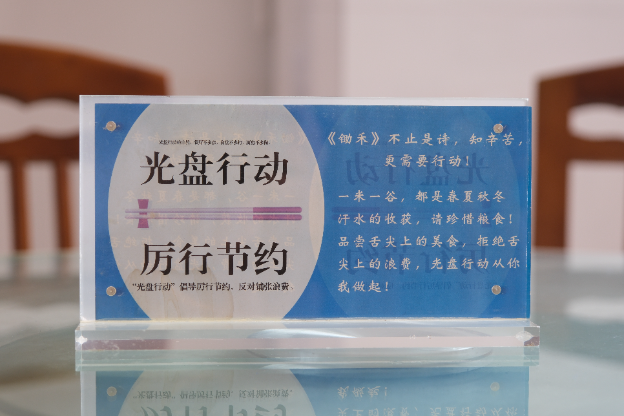 光盘行动
厉行节约
“光盘行动”倡导厉行节约，反对铺张浪费
《锄禾》不止是诗，知辛苦，
更需要行动！
一米一谷，都是春夏秋冬
汗水的收获，请珍惜粮食！
品尝舌尖上的美食，拒绝舌
尖上的浪费，光盘行动从你
我做起！